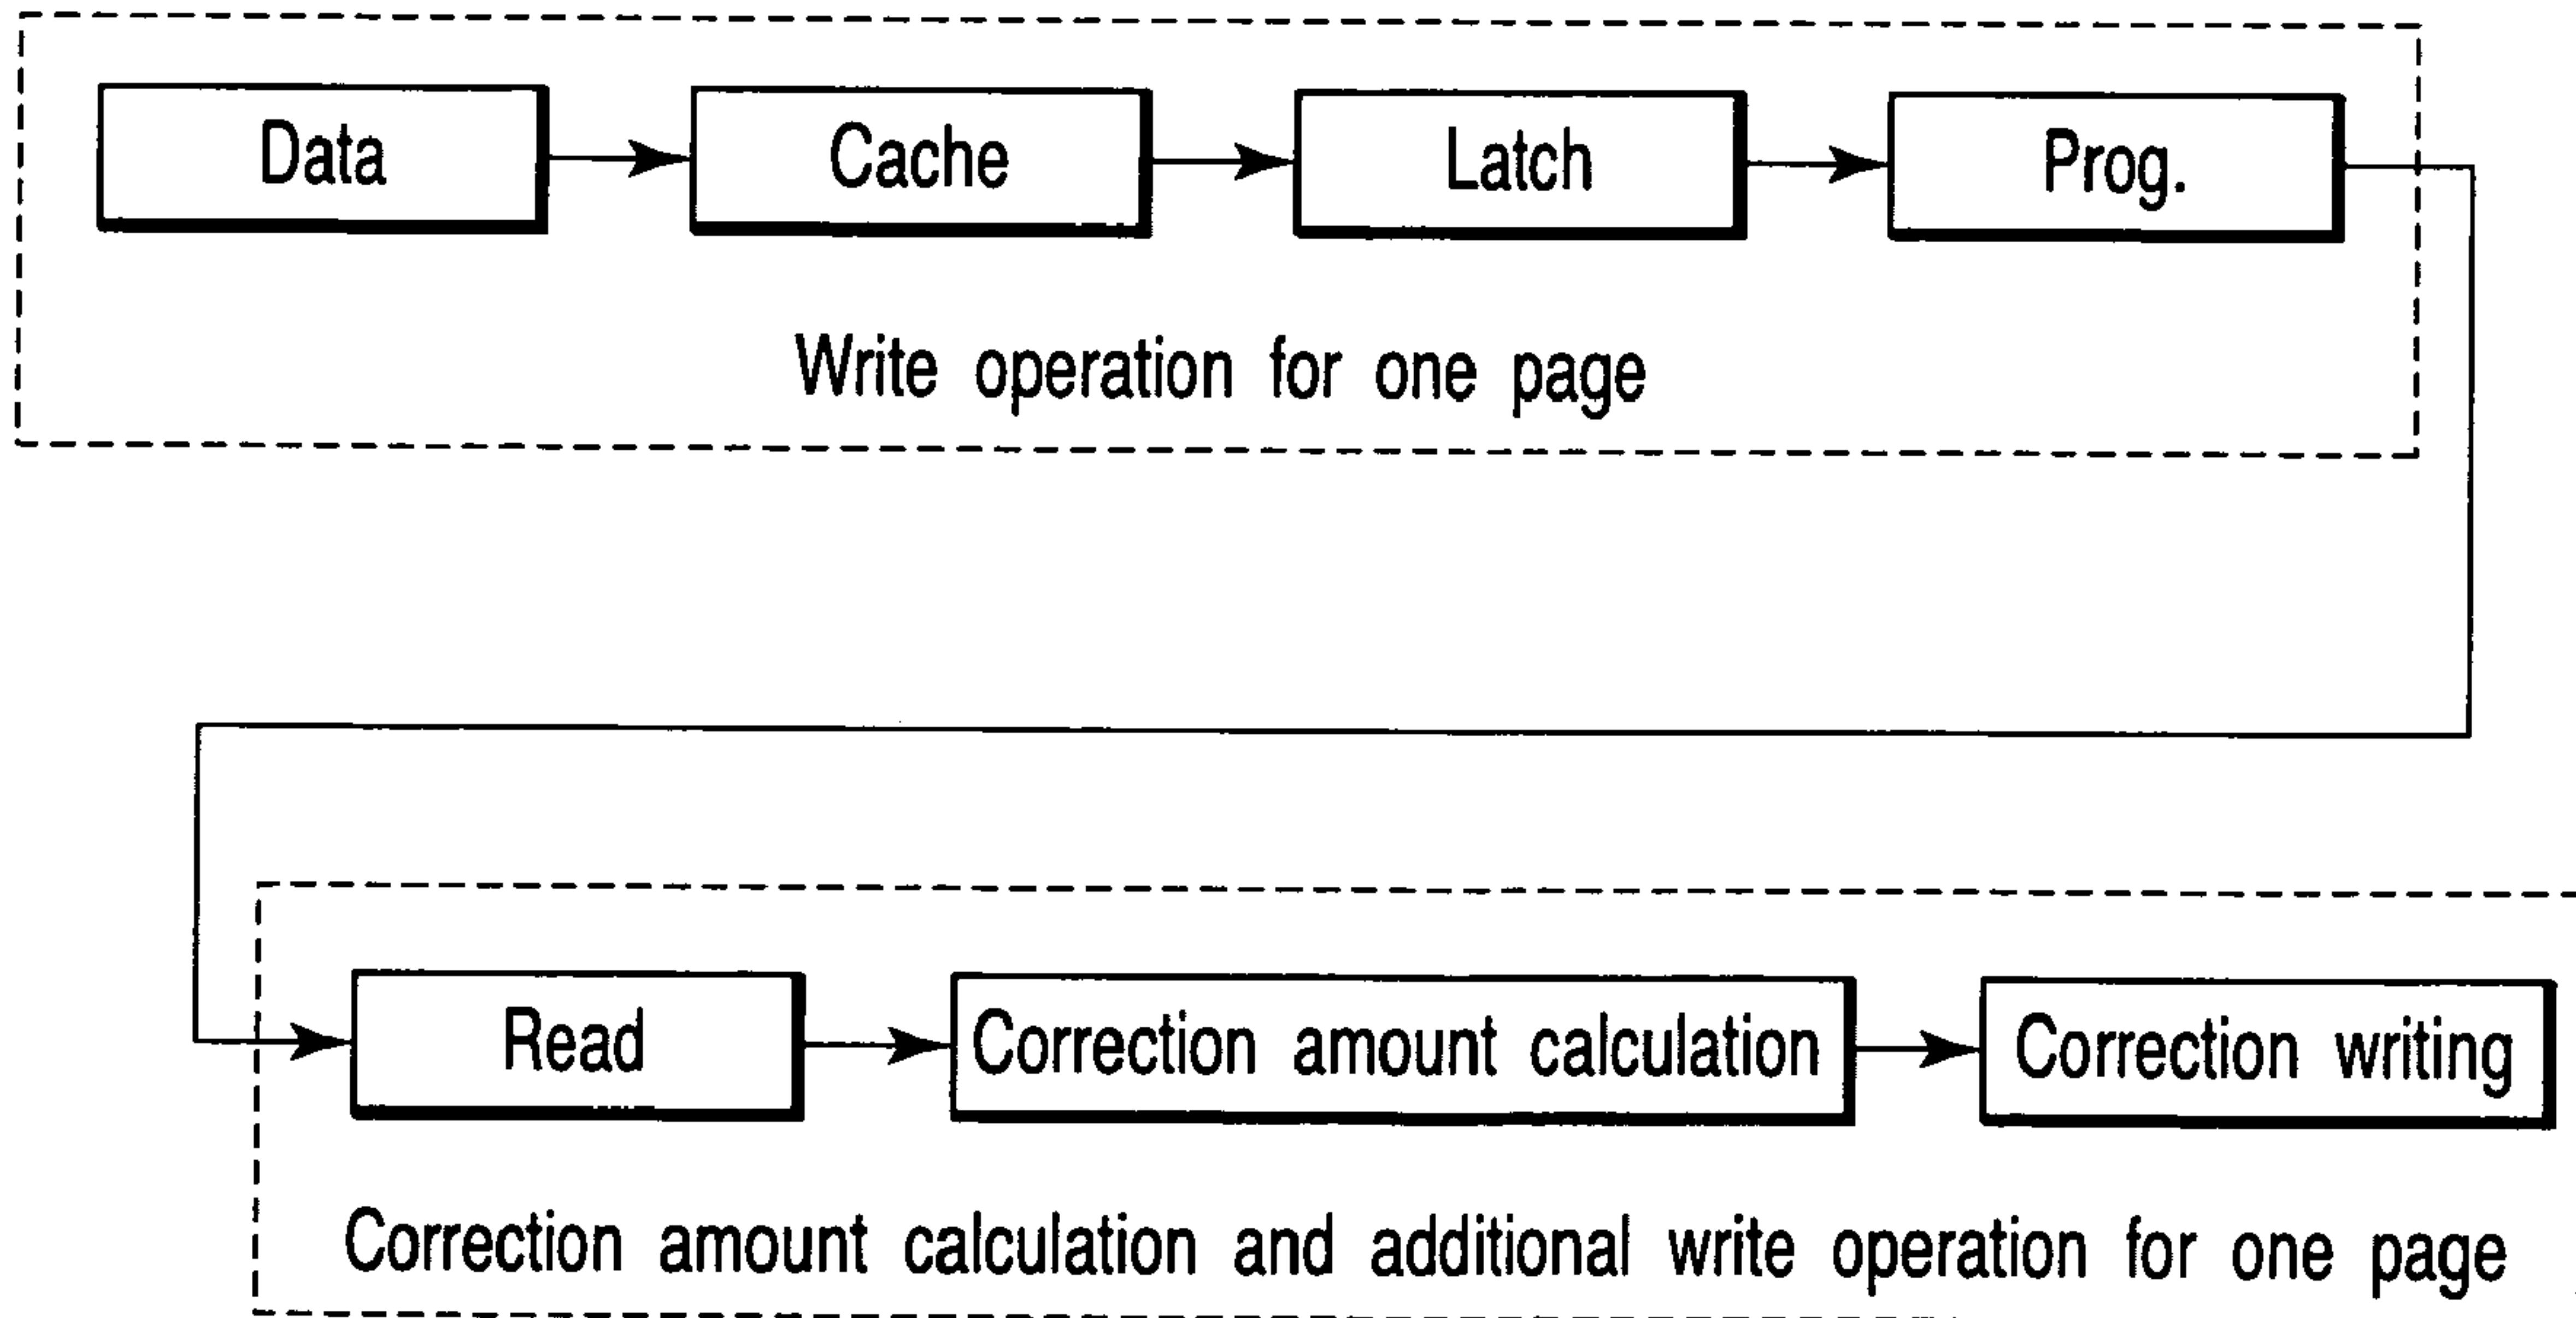 Data
Cache
Latch
Prog.
Write operation for one page
Read
Correction amount calculation
Correction writing
Correction amount calculation and additional write operation for one page